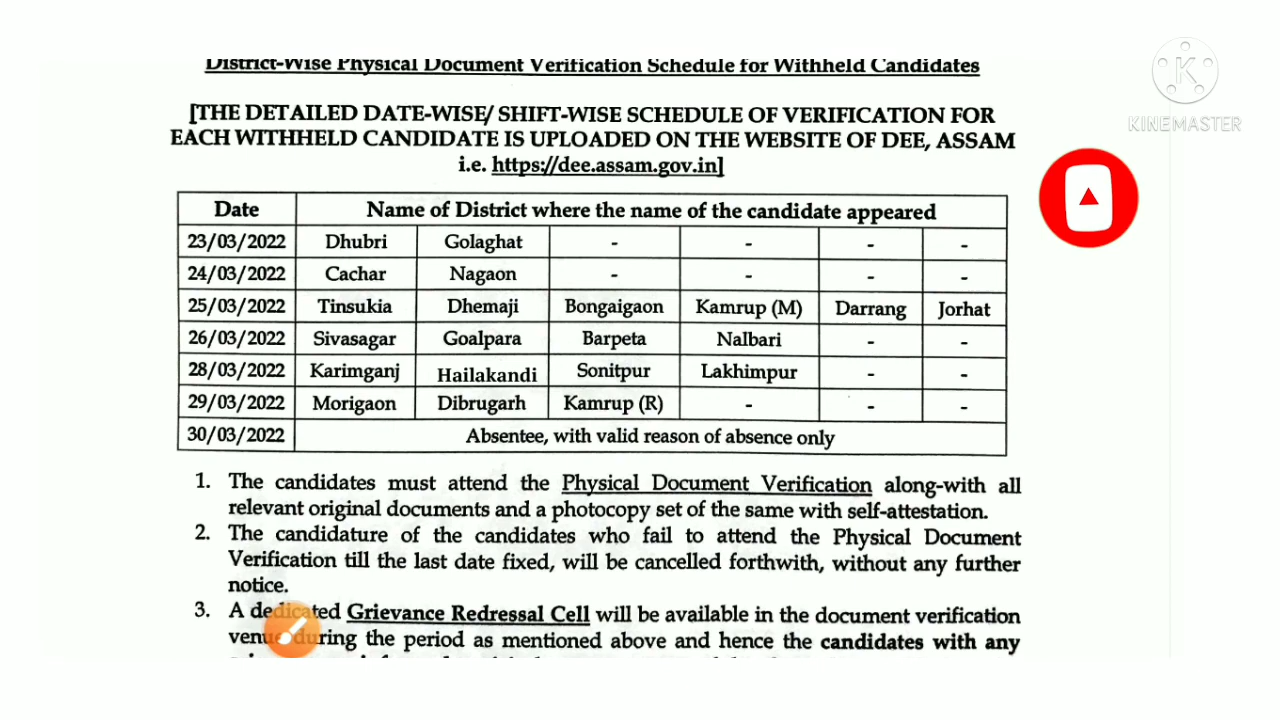 District-Wise Physical Document Verification Schedule for Withheld Candidates
[THE DETAILED DATE-WISE/ SHIFT-WISE SCHEDULE OF VERIFICATION FOR
EACH WITHHELD CANDIDATE IS UPLOADED ON THE WEBSITE OF DEE, ASSAM
i.e. https://dee.assam.gov.in]
KINEMASTER
Date Name of District where the name of the candidate appeared
23/03/2022 Dhubri Golaghat - - - -
24/03/2022 Cachar Nagaon - - - -
25/03/2022 Tinsukia Dhemaji Bongaigaon Kamrup (M) Darrang Jorhat
26/03/2022 Sivasagar Goalpara Barpeta Nalbari - -
28/03/2022 Karimganj Hailakandi Sonitpur Lakhimpur - -
29/03/2022 Morigaon Dibrugarh Kamrup (R) - - -
30/03/2022 Absentee, with valid reason of absence only
1. The candidates must attend the Physical Document Verification along-with all
relevant original documents and a photocopy set of the same with self-attestation.
2. The candidature of the candidates who fail to attend the Physical Document
Verification till the last date fixed, will be cancelled forthwith, without any further
notice.
3. A dedicated Grievance Redressal Cell will be available in the document verification
venue during the period as mentioned above and hence the candidates with any